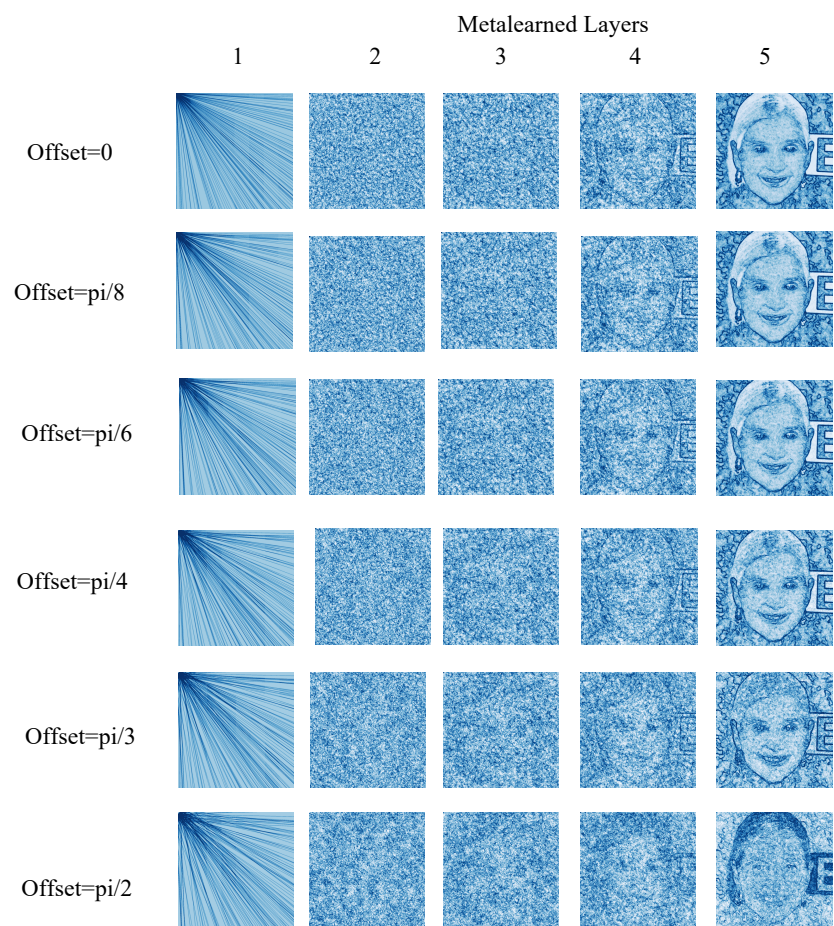 Metalearned Layers
1 2 3 4 5
Offset=0
E
E
Offset=pi/8
E
E
Offset=pi/6
E
E
Offset=pi/4
E
E
Offset=pi/3
E
E
Offset=pi/2
E